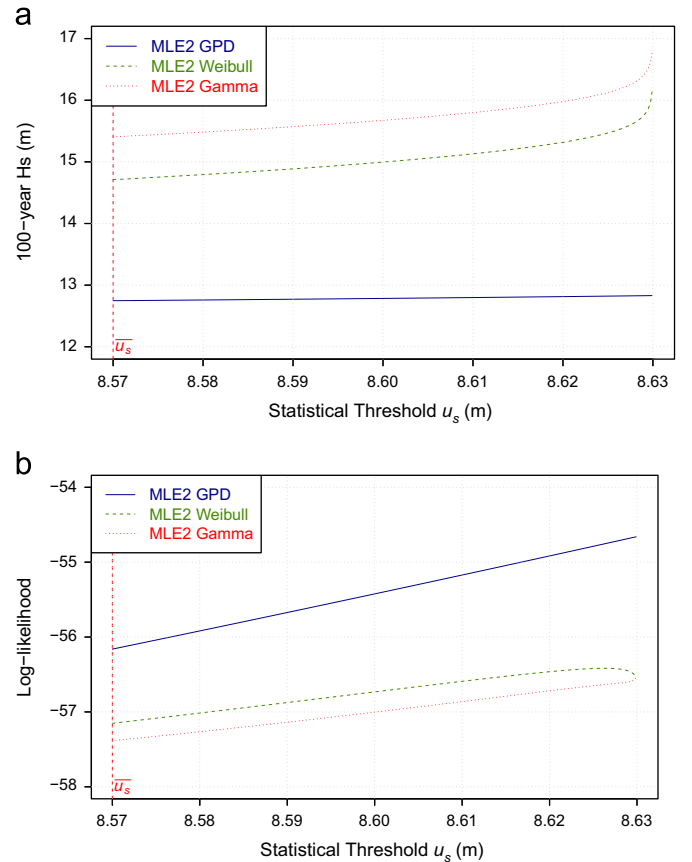 a
17
16
15
14
13
12
100−year Hs (m)
MLE2 GPD
MLE2 Weibull
MLE2 Gamma
u_s
8.57 8.58 8.59 8.60 8.61 8.62 8.63
Statistical Threshold u_s (m)
b
−54
−55
−56
−57
−58
Log−likelihood
MLE2 GPD
MLE2 Weibull
MLE2 Gamma
u_s
8.57 8.58 8.59 8.60 8.61 8.62 8.63
Statistical Threshold u_s (m)